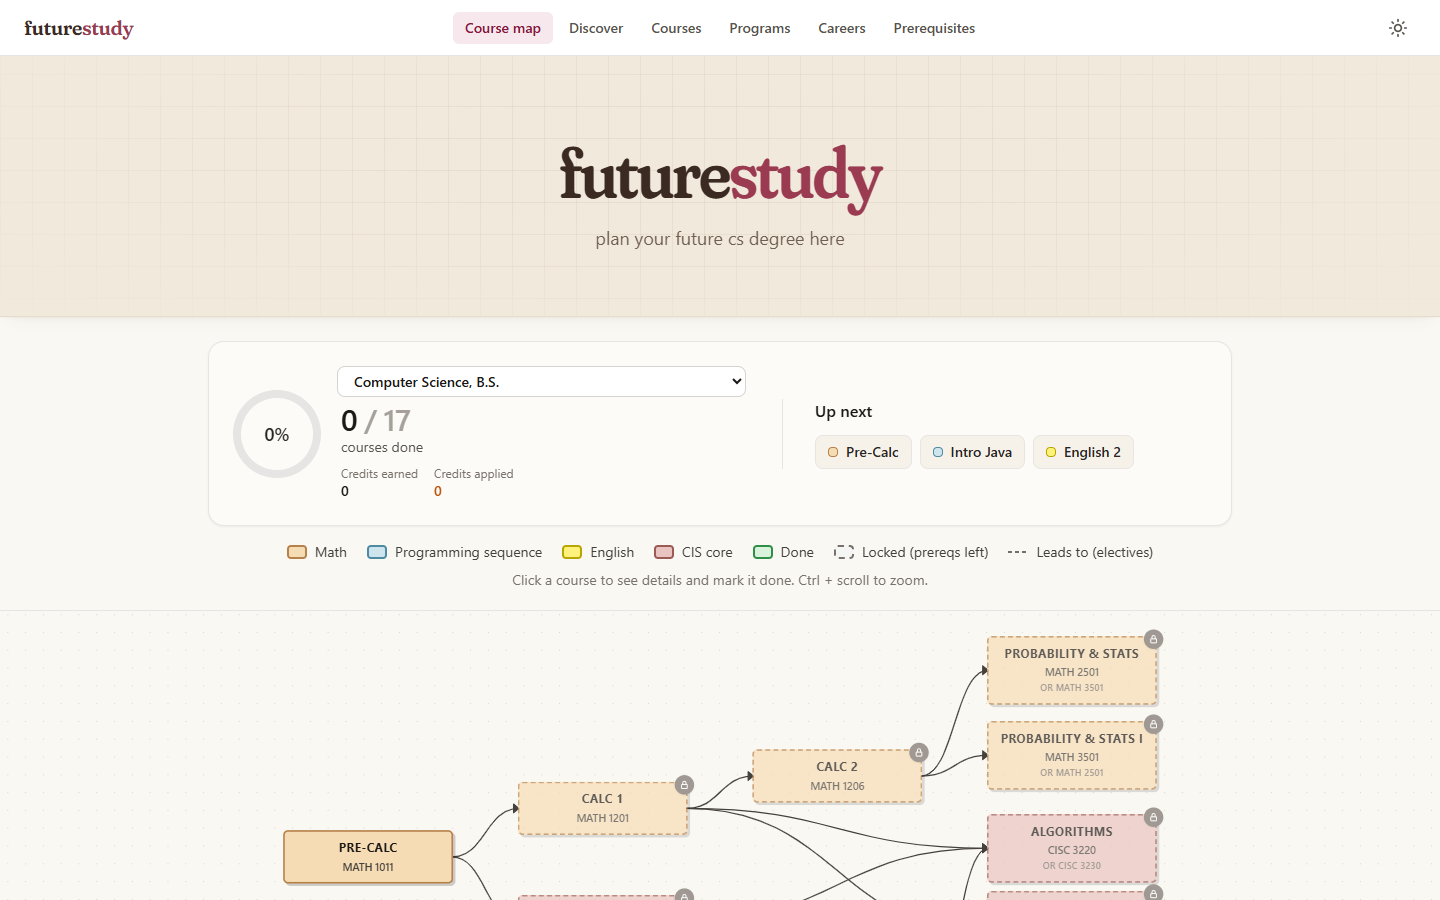 futurestudy
Course map
Discover
Courses
Programs
Careers
Prerequisites
futurestudy
plan your future cs degree here
0%
Computer Science, B.S.
0 / 17
courses done
Credits earned
0
Credits applied
0
Up next
Pre-Calc
Intro Java
English 2
Math
Programming sequence
English
CIS core
Done
Locked (prereqs left)
Leads to (electives)
Click a course to see details and mark it done. Ctrl + scroll to zoom.
PROBABILITY & STATS
MATH 2501
OR MATH 3501
PROBABILITY & STATS I
MATH 3501
OR MATH 2501
CALC 2
MATH 1206
CALC 1
MATH 1201
ALGORITHMS
CISC 3220
OR CISC 3230
PRE-CALC
MATH 1011